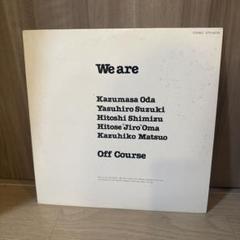 We are
Kazumasa Oda
Yasuhiro Suzuki
Hitoshi Shimizu
Hitose "Jiro" Oma
Kazuhiko Matsuo
Off Course